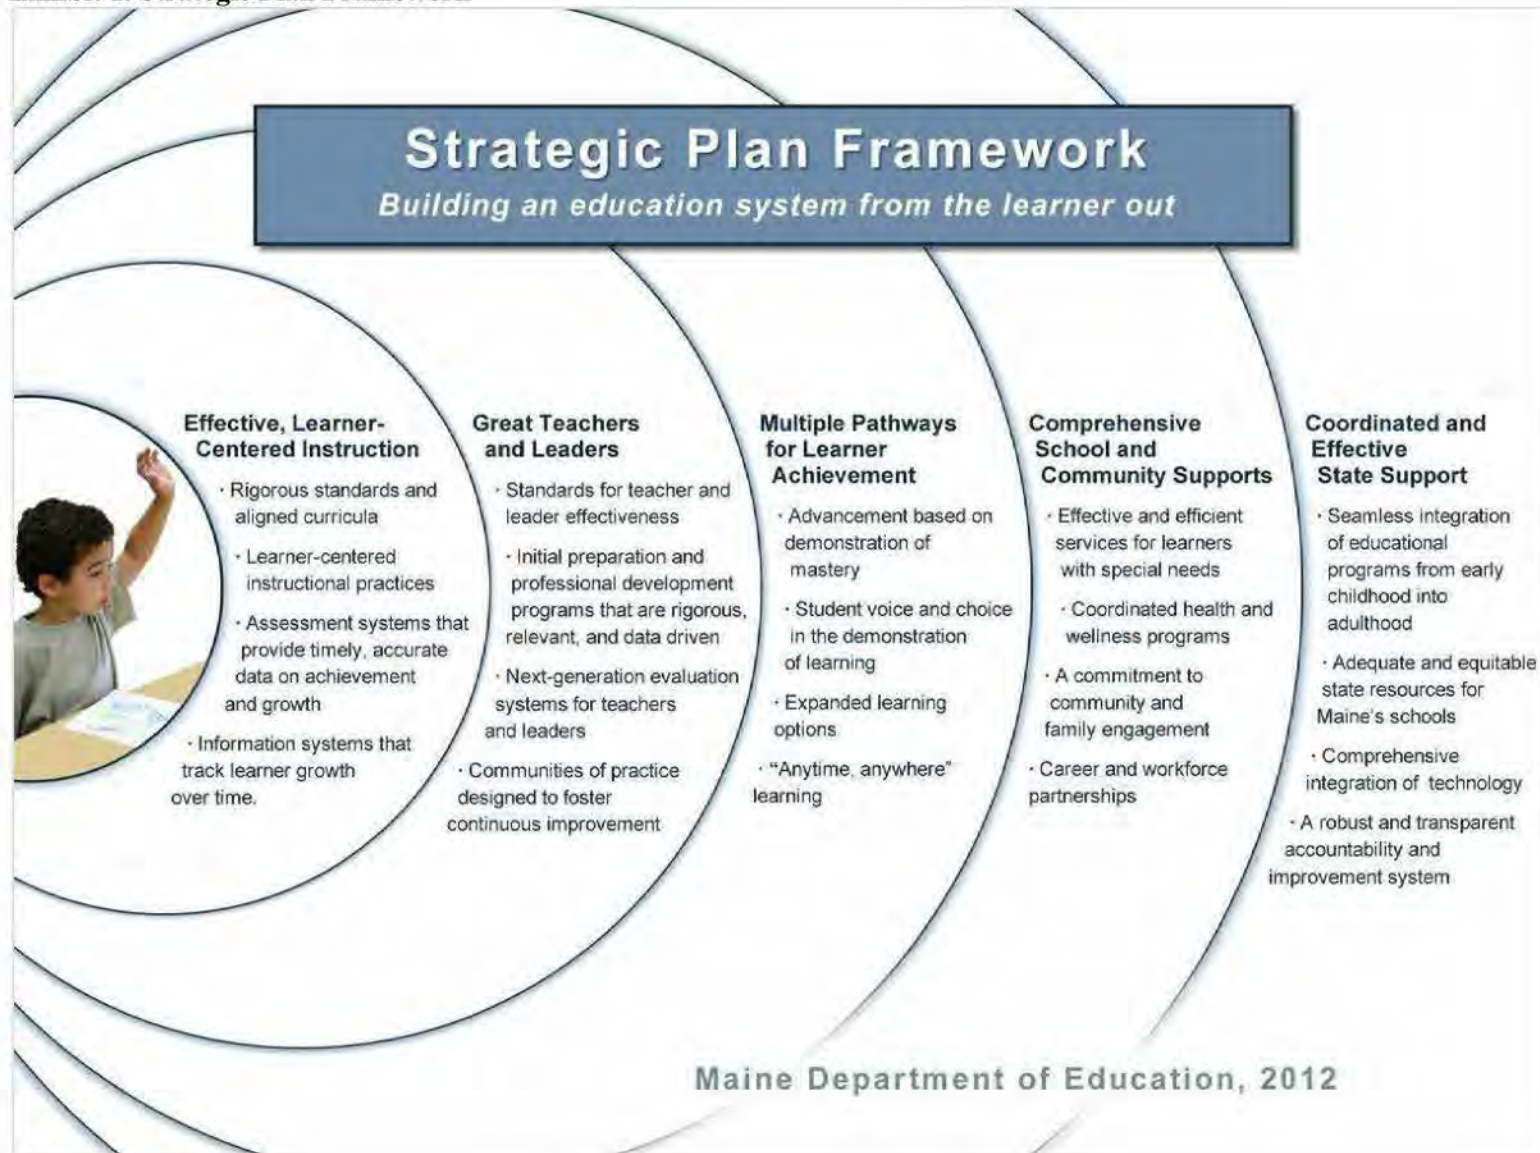 Strategic Plan Framework
Building an education system from the learner out
Effective, Learner-
Centered Instruction
· Rigorous standards and
aligned curricula
· Learner-centered
instructional practices
· Assessment systems that
provide timely, accurate
data on achievement
and growth
· Information systems that
track learner growth
over time.
Great Teachers
and Leaders
· Standards for teacher and
leader effectiveness
· Initial preparation and
professional development
programs that are rigorous,
relevant, and data driven
· Next-generation evaluation
systems for teachers
and leaders
· Communities of practice
designed to foster
continuous improvement
Multiple Pathways
for Learner
Achievement
· Advancement based on
demonstration of
mastery
· Student voice and choice
in the demonstration
of learning
· Expanded learning
options
· “Anytime, anywhere”
learning
Comprehensive
School and
Community Supports
· Effective and efficient
services for learners
with special needs
· Coordinated health and
wellness programs
· A commitment to
community and
family engagement
· Career and workforce
partnerships
Coordinated and
Effective
State Support
· Seamless integration
of educational
programs from early
childhood into
adulthood
· Adequate and equitable
state resources for
Maine's schools
· Comprehensive
integration of technology
· A robust and transparent
accountability and
improvement system
Maine Department of Education, 2012